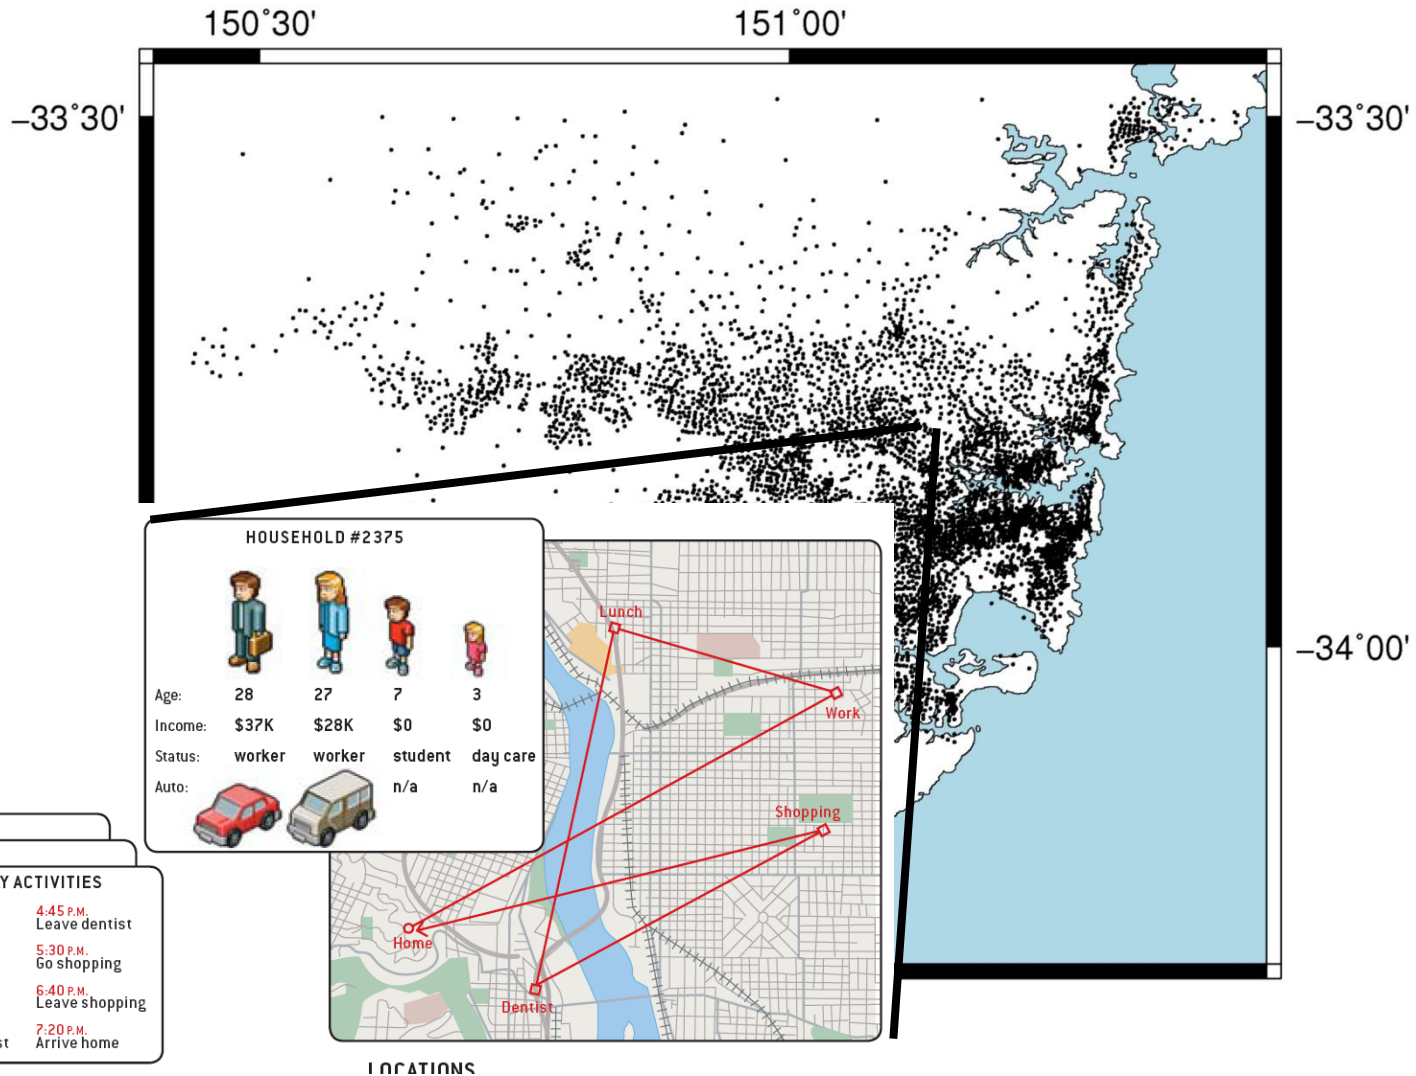 150˚30'
151˚00'
−33˚30'
−33˚30'
−34˚00'
HOUSEHOLD #2375
Age: 28 27 7 3
Income: $37K $28K $0 $0
Status: worker worker student day care
Auto: n/a n/a
Lunch
Work
Shopping
Home
Dentist
LOCATIONS
Y ACTIVITIES
4:45 P.M.
Leave dentist
5:30 P.M.
Go shopping
6:40 P.M.
Leave shopping
7:20 P.M.
st Arrive home